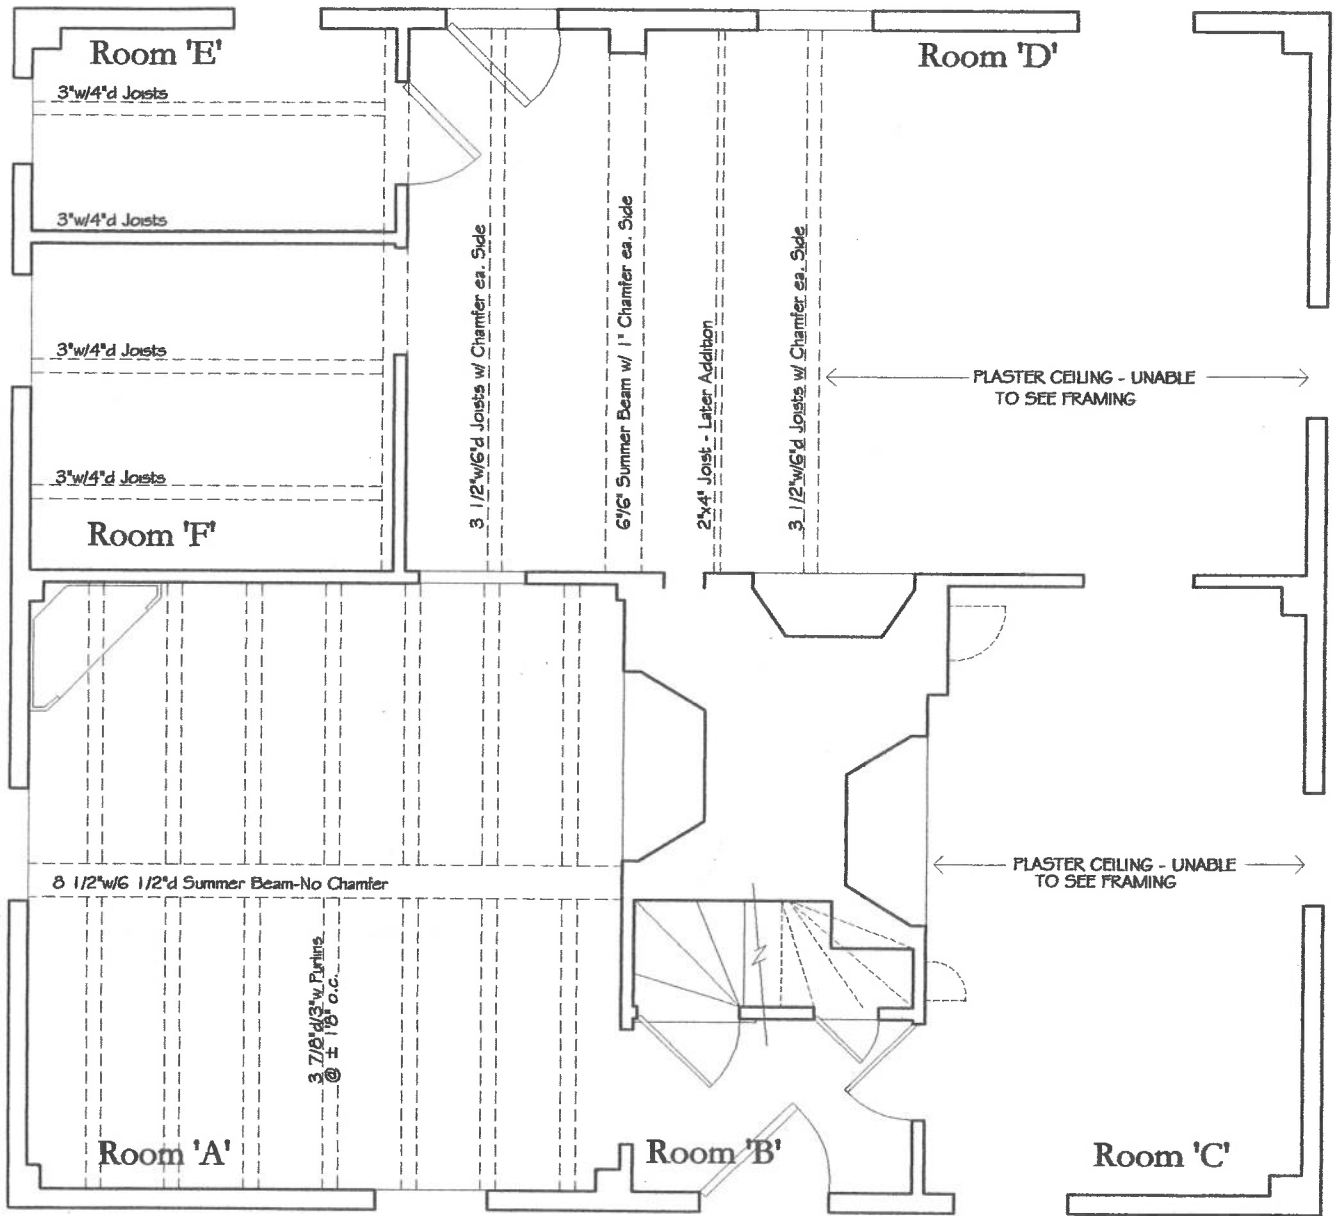 Room 'E'
Room 'D'
3"w/4"d Joists
3"w/4"d Joists
3"w/4"d Joists
3"w/4"d Joists
Room 'F'
3 1/2"w/6"d Joists w/ Chamfer ea. Side
6"/6" Summer Beam w/ 1" Chamfer ea. Side
2"x4" Joist - Later Addition
3 1/2"w/6"d Joists w/ Chamfer ea. Side
PLASTER CEILING - UNABLE
TO SEE FRAMING
8 1/2"w/6 1/2"d Summer Beam-No Chamfer
3 7/8"d/3"w Purlins
@ ± 1'8" o.c.
PLASTER CEILING - UNABLE
TO SEE FRAMING
Room 'A'
Room 'B'
Room 'C'